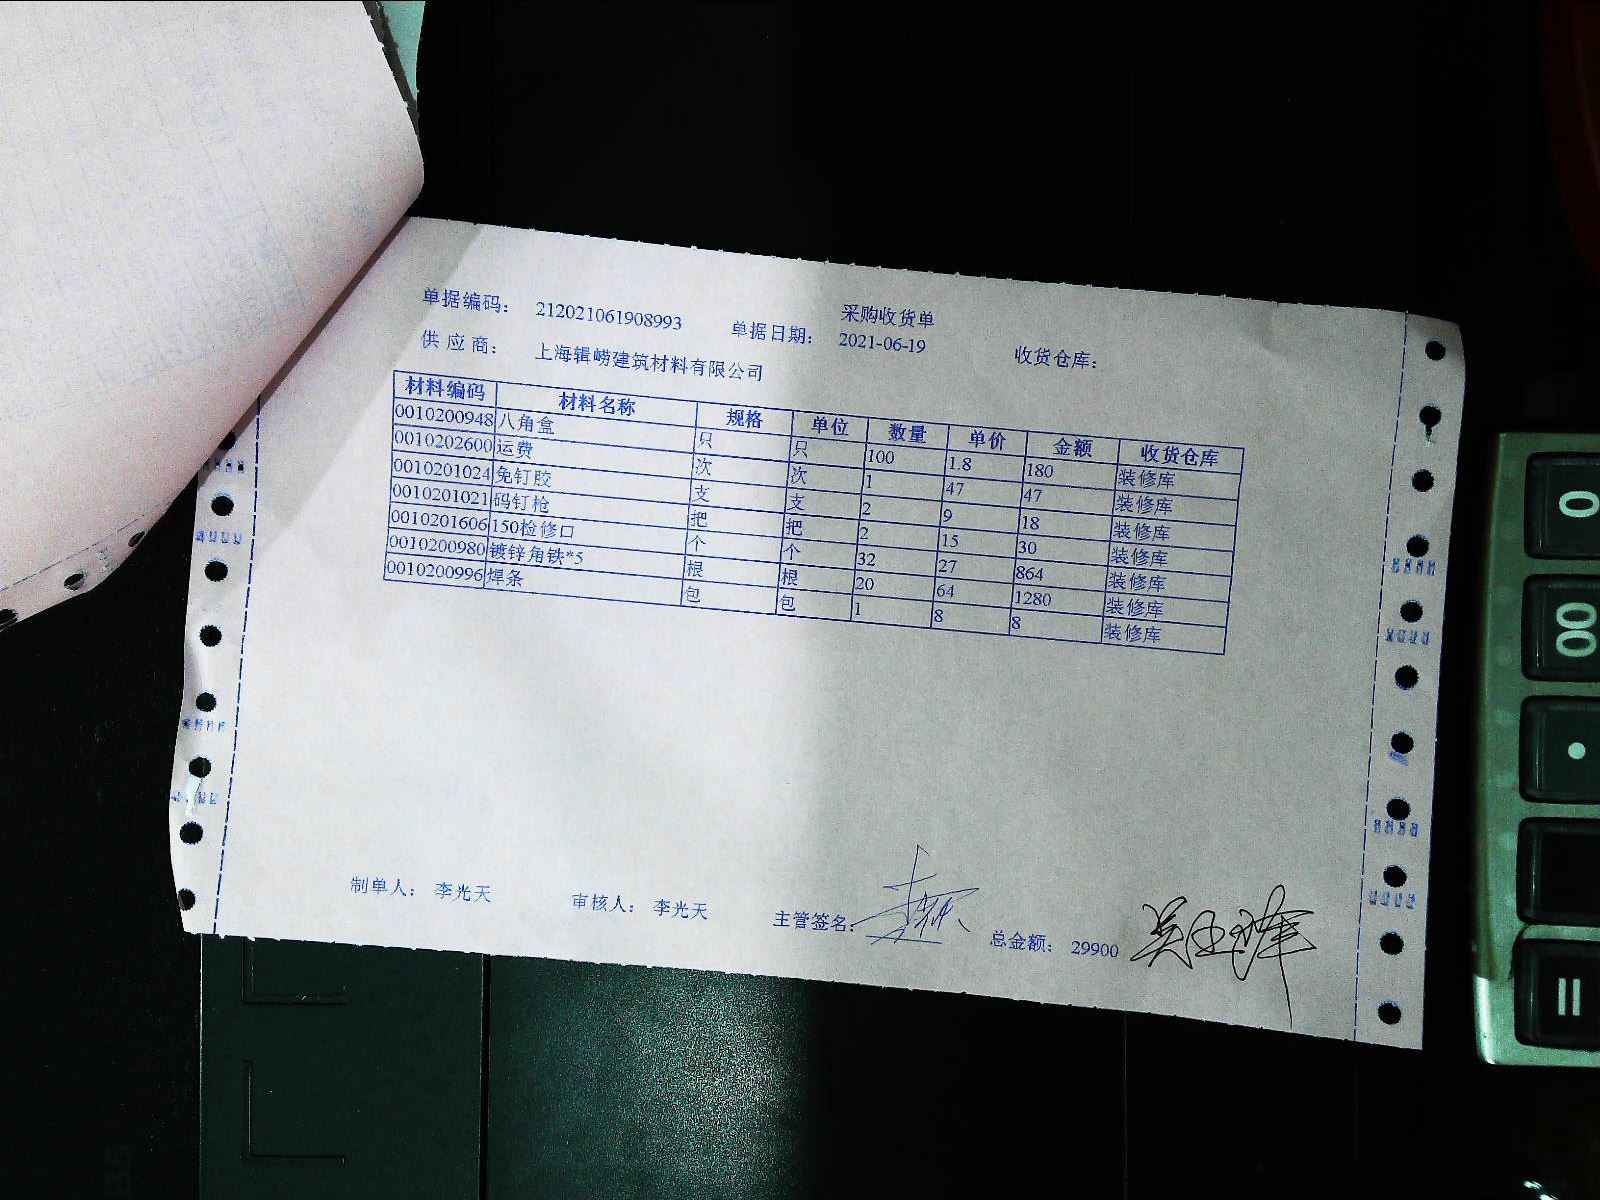 采购收货单
单据编码： 212021061908993 单据日期： 2021-06-19 收货仓库：
供 应 商： 上海辑崂建筑材料有限公司
材料编码 材料名称 规格 单位 数量 单价 金额 收货仓库
0010200948 八角盒 只 只 100 1.8 180 装修库
0010202600 运费 次 次 1 47 47 装修库
0010201024 免钉胶 支 支 2 9 18 装修库
0010201021 码钉枪 把 把 2 15 30 装修库
0010201606 150检修口 个 个 32 27 864 装修库
0010200980 镀锌角铁*5 根 根 20 64 1280 装修库
0010200996 焊条 包 包 1 8 8 装修库
制单人： 李光天 审核人： 李光天 主管签名： 总金额： 29900
0
00
.
=